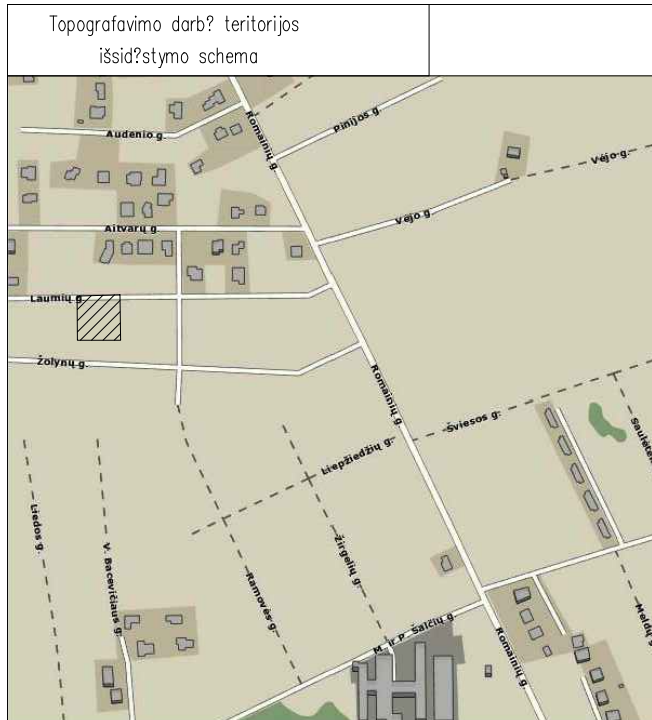 Topografavimo darb? teritorijos
išsid?stymo schema
Audenio g.
Romainių g.
Pinijos g.
Vėjo g.
Vėjo g.
Aitvarų g.
Laumių g.
Žolynų g.
Romainių g.
Šviesos g.
Liepžiedžių g.
Liedos g.
V. Bacevičiaus g.
Ramovės g.
Žirgelių g.
M. ir P. Šalčių g.
Romainių g.
Meldų g.